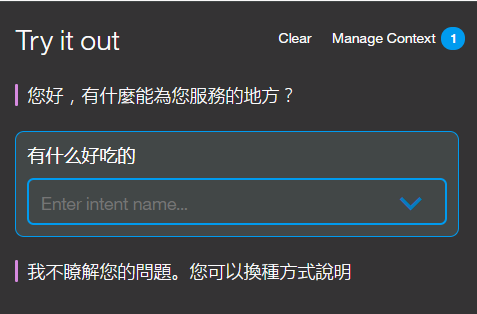 Try it out
Clear
Manage Context 1
您好，有什麼能為您服務的地方？
有什么好吃的
Enter intent name...
我不瞭解您的問題。您可以換種方式說明